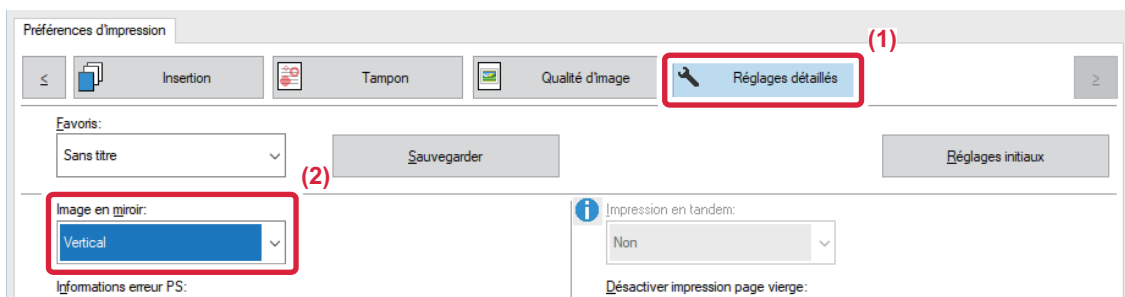 Préférences d'impression
(1)
< Insertion Tampon Qualité d'image Réglages détaillés >
Favoris:
Sans titre Sauvegarder Réglages initiaux
(2)
Image en miroir: Impression en tandem:
Vertical Non
Informations erreur PS: Désactiver impression page vierge: